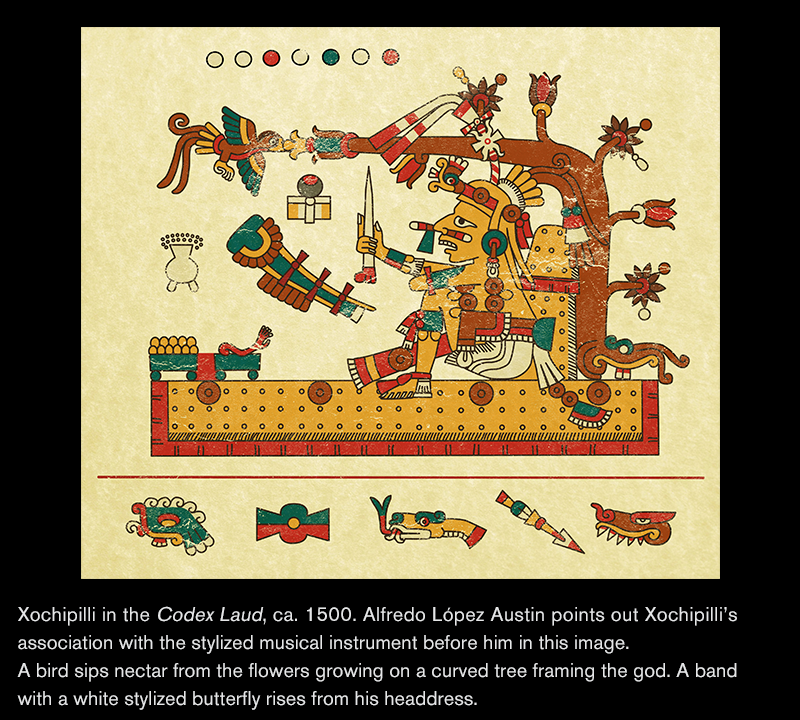 Xochipilli in the Codex Laud, ca. 1500. Alfredo López Austin points out Xochipilli’s
association with the stylized musical instrument before him in this image.
A bird sips nectar from the flowers growing on a curved tree framing the god. A band
with a white stylized butterfly rises from his headdress.